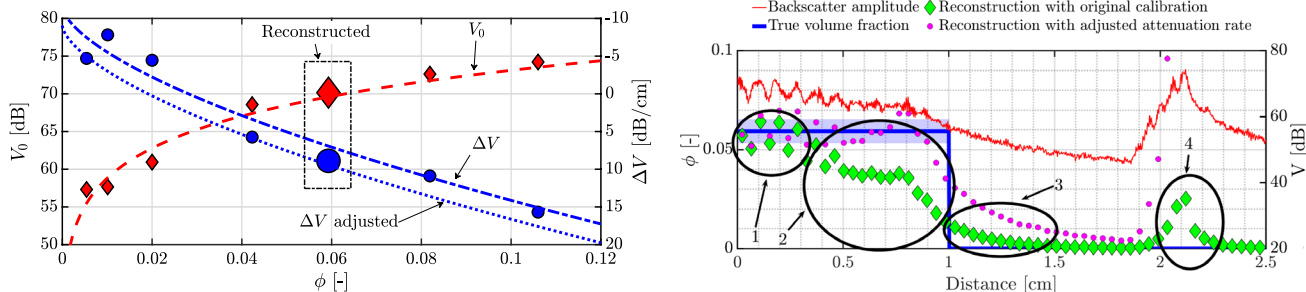 Backscatter amplitude
Reconstruction with original calibration
True volume fraction
Reconstruction with adjusted attenuation rate
80
75
70
65
60
55
50
V₀ [dB]
-10
-5
0
5
10
15
20
ΔV [dB/cm]
0
0.02
0.04
0.06
0.08
0.1
0.12
ϕ [-]
Reconstructed
V₀
ΔV
ΔV adjusted
0.1
0.05
0
ϕ [-]
80
60
40
20
V [dB]
0
0.5
1
1.5
2
2.5
Distance [cm]
1
2
3
4